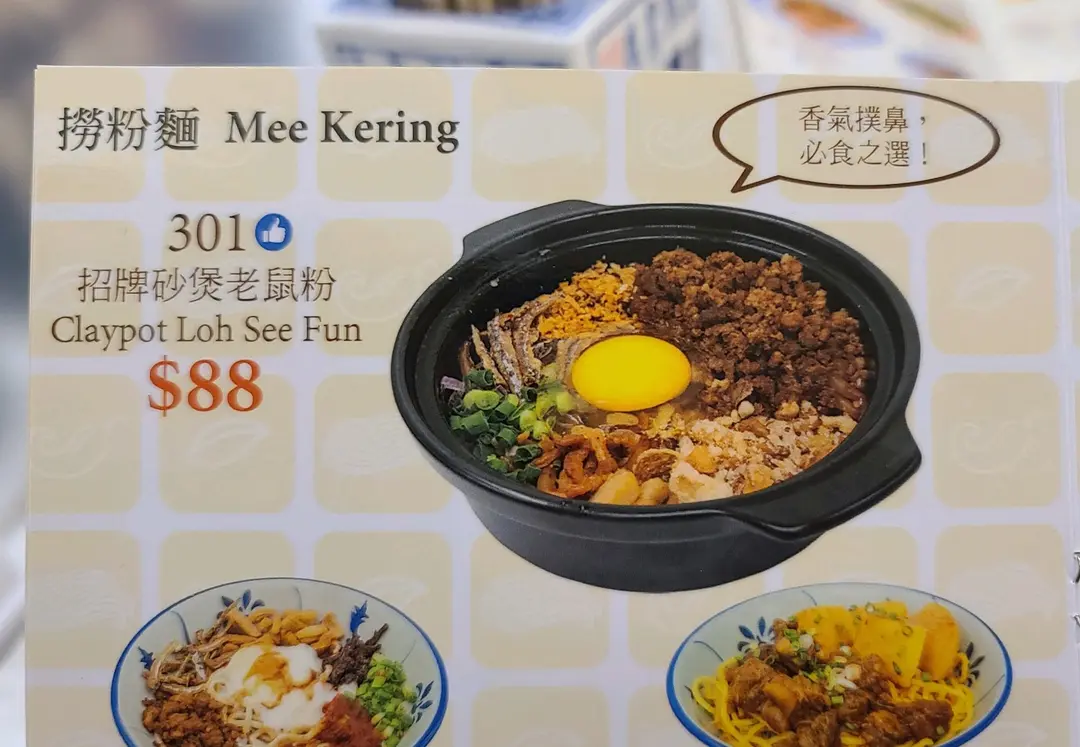 撈粉麵 Mee Kering
香氣撲鼻，
必食之選！
301
招牌砂煲老鼠粉
Claypot Loh See Fun
$88